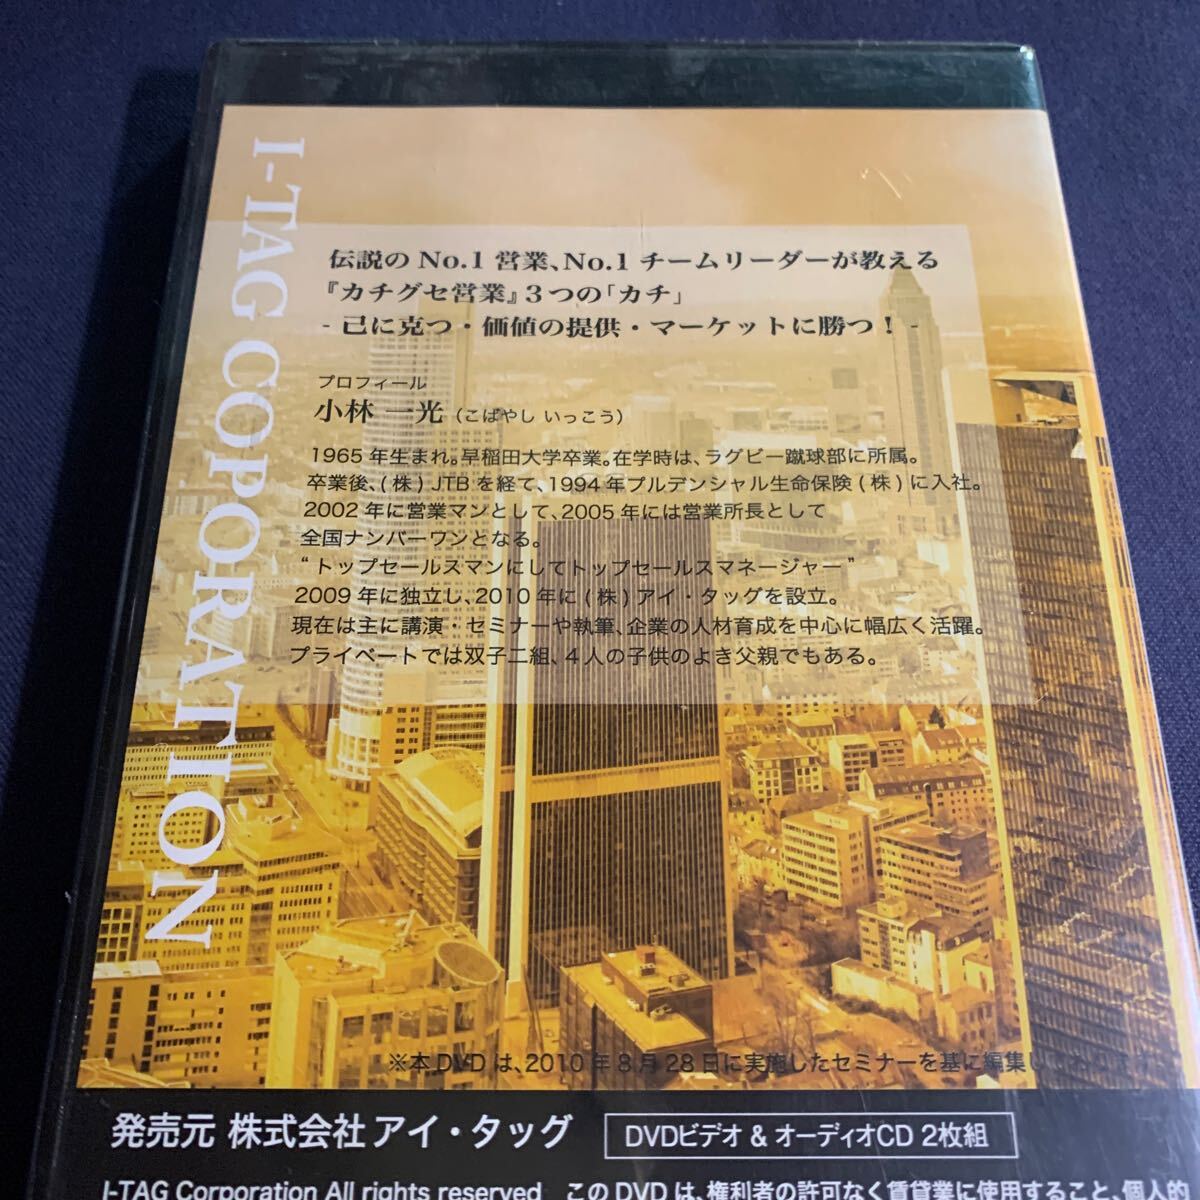 I-TAG COPORATION
伝説の No.1 営業、No.1 チームリーダーが教える
『カチグセ営業』3つの「カチ」
- 己に克つ・価値の提供・マーケットに勝つ！ -
プロフィール
小林 一光（こばやし いっこう）
1965年生まれ。早稲田大学卒業。在学時は、ラグビー蹴球部に所属。
卒業後、(株)JTBを経て、1994年プルデンシャル生命保険(株)に入社。
2002年に営業マンとして、2005年には営業所長として
全国ナンバーワンとなる。
“トップセールスマンにしてトップセールスマネージャー”
2009年に独立し、2010年に(株)アイ・タッグを設立。
現在は主に講演・セミナーや執筆、企業の人材育成を中心に幅広く活躍。
プライベートでは双子二組、4人の子供のよき父親でもある。
※本DVDは、2010年8月28日に実施したセミナーを基に編集し
発売元 株式会社アイ・タッグ
DVDビデオ & オーディオCD 2枚組
I-TAG Corporation All rights reserved このDVDは、権利者の許可なく賃貸業に使用すること、個人的